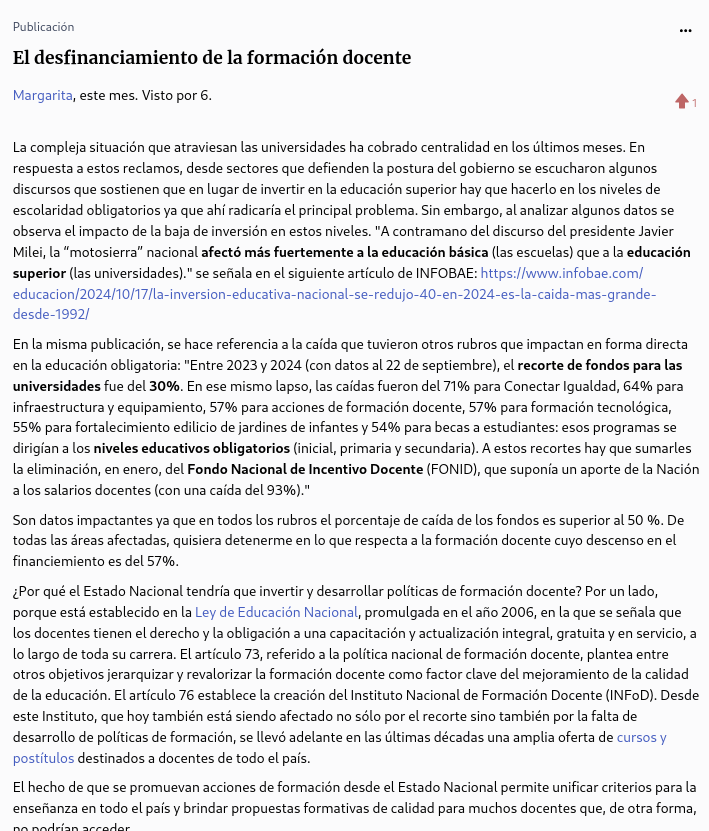 Publicación
...
El desfinanciamiento de la formación docente
Margarita, este mes. Visto por 6.
1
La compleja situación que atraviesan las universidades ha cobrado centralidad en los últimos meses. En
respuesta a estos reclamos, desde sectores que defienden la postura del gobierno se escucharon algunos
discursos que sostienen que en lugar de invertir en la educación superior hay que hacerlo en los niveles de
escolaridad obligatorios ya que ahí radicaría el principal problema. Sin embargo, al analizar algunos datos se
observa el impacto de la baja de inversión en estos niveles. "A contramano del discurso del presidente Javier
Milei, la “motosierra” nacional afectó más fuertemente a la educación básica (las escuelas) que a la educación
superior (las universidades)." se señala en el siguiente artículo de INFOBAE: https://www.infobae.com/
educacion/2024/10/17/la-inversion-educativa-nacional-se-redujo-40-en-2024-es-la-caida-mas-grande-
desde-1992/
En la misma publicación, se hace referencia a la caída que tuvieron otros rubros que impactan en forma directa
en la educación obligatoria: "Entre 2023 y 2024 (con datos al 22 de septiembre), el recorte de fondos para las
universidades fue del 30%. En ese mismo lapso, las caídas fueron del 71% para Conectar Igualdad, 64% para
infraestructura y equipamiento, 57% para acciones de formación docente, 57% para formación tecnológica,
55% para fortalecimiento edilicio de jardines de infantes y 54% para becas a estudiantes: esos programas se
dirigían a los niveles educativos obligatorios (inicial, primaria y secundaria). A estos recortes hay que sumarles
la eliminación, en enero, del Fondo Nacional de Incentivo Docente (FONID), que suponía un aporte de la Nación
a los salarios docentes (con una caída del 93%)."
Son datos impactantes ya que en todos los rubros el porcentaje de caída de los fondos es superior al 50 %. De
todas las áreas afectadas, quisiera detenerme en lo que respecta a la formación docente cuyo descenso en el
financiemiento es del 57%.
¿Por qué el Estado Nacional tendría que invertir y desarrollar políticas de formación docente? Por un lado,
porque está establecido en la Ley de Educación Nacional, promulgada en el año 2006, en la que se señala que
los docentes tienen el derecho y la obligación a una capacitación y actualización integral, gratuita y en servicio, a
lo largo de toda su carrera. El artículo 73, referido a la política nacional de formación docente, plantea entre
otros objetivos jerarquizar y revalorizar la formación docente como factor clave del mejoramiento de la calidad
de la educación. El artículo 76 establece la creación del Instituto Nacional de Formación Docente (INFoD). Desde
este Instituto, que hoy también está siendo afectado no sólo por el recorte sino también por la falta de
desarrollo de políticas de formación, se llevó adelante en las últimas décadas una amplia oferta de cursos y
postítulos destinados a docentes de todo el país.
El hecho de que se promuevan acciones de formación desde el Estado Nacional permite unificar criterios para la
enseñanza en todo el país y brindar propuestas formativas de calidad para muchos docentes que, de otra forma,
no podrían acceder.